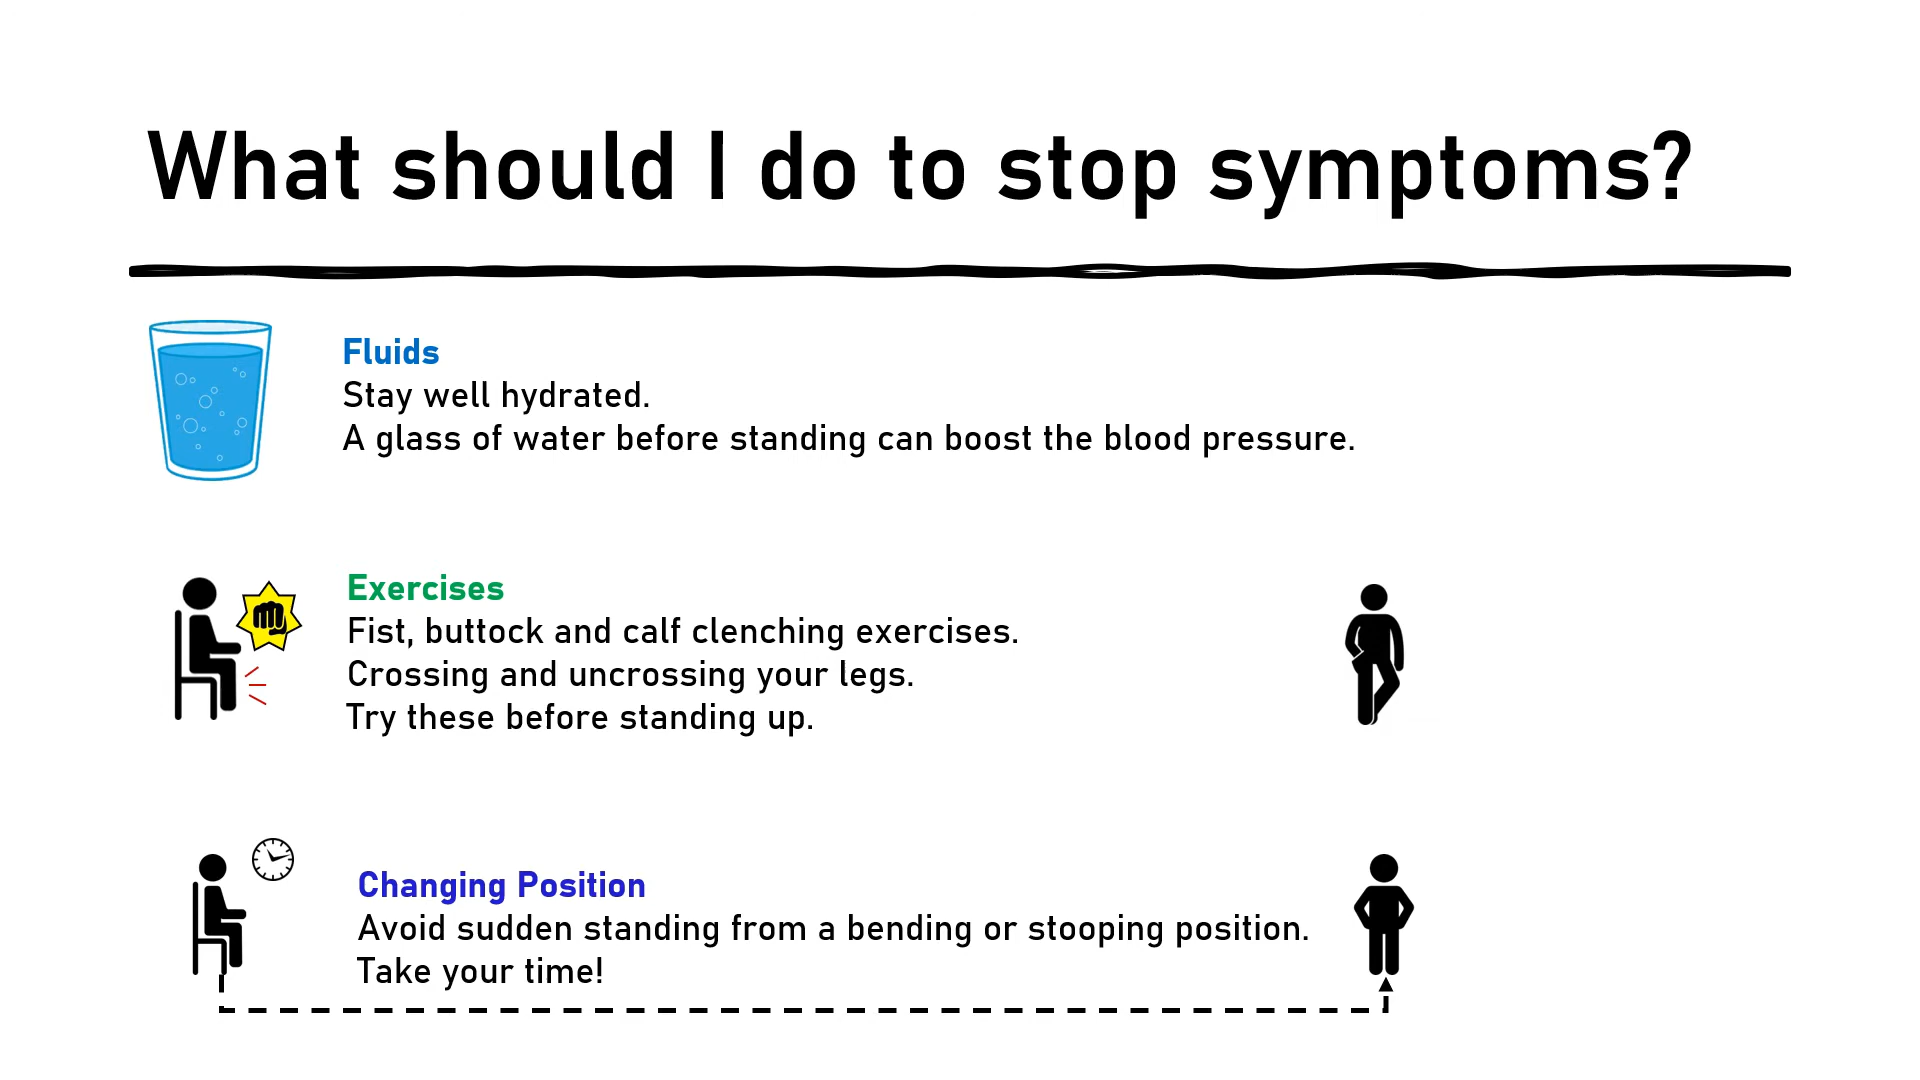 What should I do to stop symptoms?
Fluids
Stay well hydrated.
A glass of water before standing can boost the blood pressure.
Exercises
Fist, buttock and calf clenching exercises.
Crossing and uncrossing your legs.
Try these before standing up.
Changing Position
Avoid sudden standing from a bending or stooping position.
Take your time!